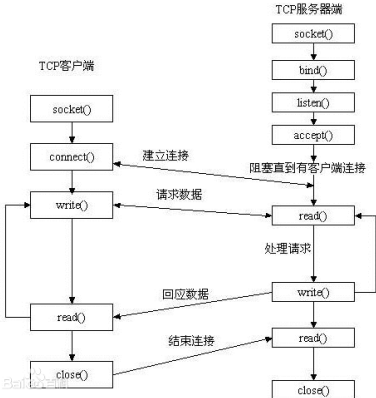 TCP服务器端
socket()
bind()
TCP客户端
listen()
socket()
accept()
建立连接
connect()
阻塞直到有客户端连接
请求数据
write()
read()
处理请求
回应数据
write()
read()
结束连接
read()
close()
close()